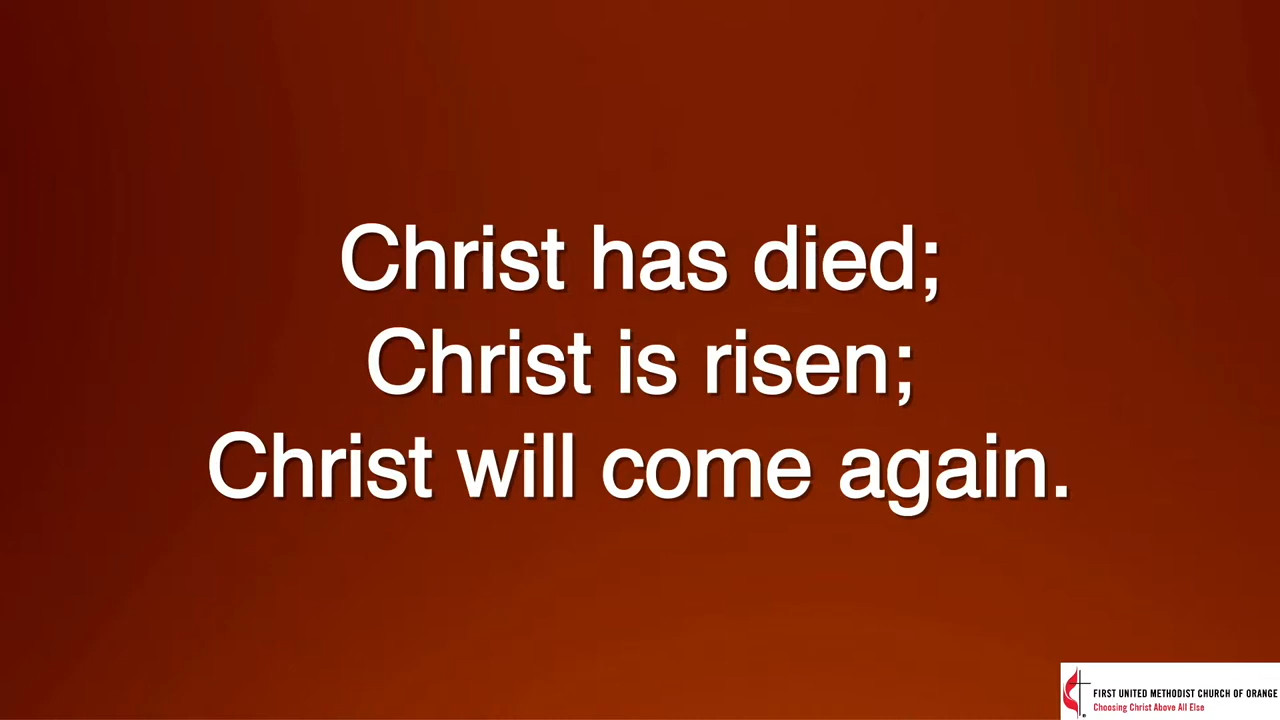 Christ has died;
Christ is risen;
Christ will come again.
FIRST UNITED METHODIST CHURCH OF ORANGE
Choosing Christ Above All Else